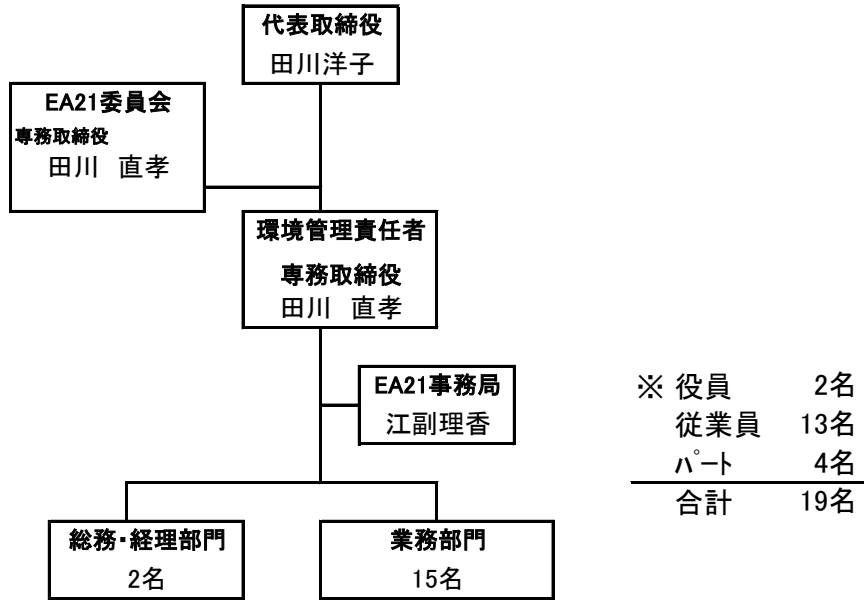 代表取締役
田川洋子
EA21委員会
専務取締役
田川 直孝
環境管理責任者
専務取締役
田川 直孝
EA21事務局
江副理香
総務・経理部門
2名
業務部門
15名
※ 役員 2名
従業員 13名
パート 4名
合計 19名